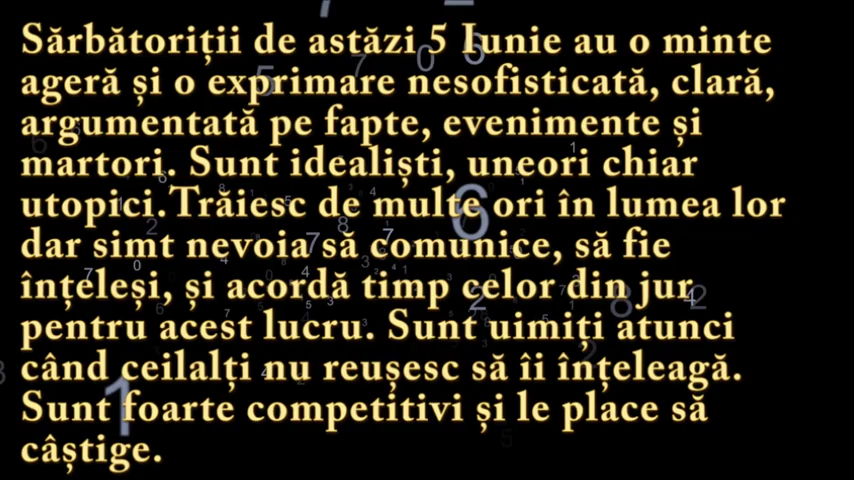 Sărbătoriții de astăzi 5 Iunie au o minte
ageră și o exprimare nesofisticată, clară,
argumentată pe fapte, evenimente și
martori. Sunt idealiști, uneori chiar
utopici.Trăiesc de multe ori în lumea lor
dar simt nevoia să comunice, să fie
înțeleși, și acordă timp celor din jur
pentru acest lucru. Sunt uimiți atunci
când ceilalți nu reușesc să îi înțeleagă.
Sunt foarte competitivi și le place să
câștige.